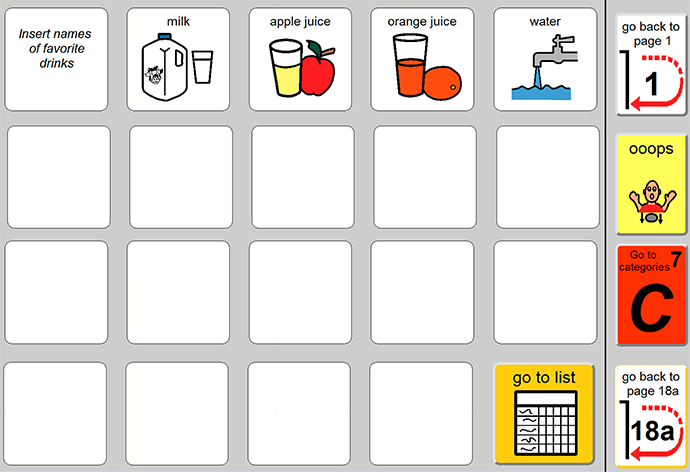 Insert names
of favorite
drinks
milk
apple juice
orange juice
water
go back to
page 1
1
ooops
Go to
categories 7
C
go to list
go back to
page 18a
18a